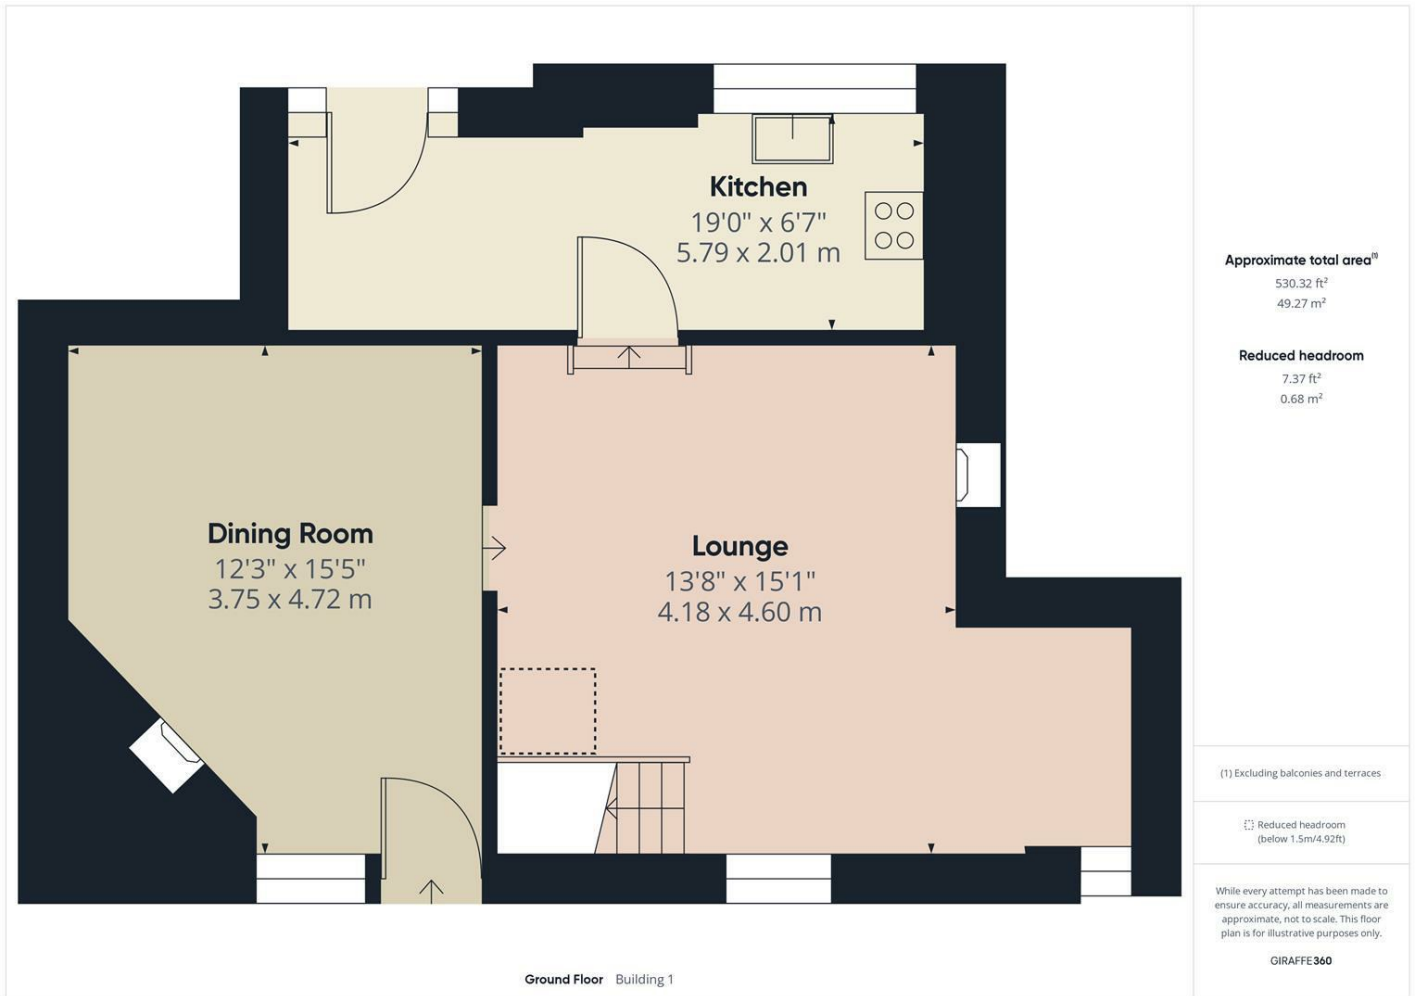 Kitchen
19'0" x 6'7"
5.79 x 2.01 m
Dining Room
12'3" x 15'5"
3.75 x 4.72 m
Lounge
13'8" x 15'1"
4.18 x 4.60 m
Ground Floor Building 1
Approximate total area⁽¹⁾
530.32 ft²
49.27 m²
Reduced headroom
7.37 ft²
0.68 m²
(1) Excluding balconies and terraces
Reduced headroom
(below 1.5m/4.92ft)
While every attempt has been made to
ensure accuracy, all measurements are
approximate, not to scale. This floor
plan is for illustrative purposes only.
GIRAFFE360